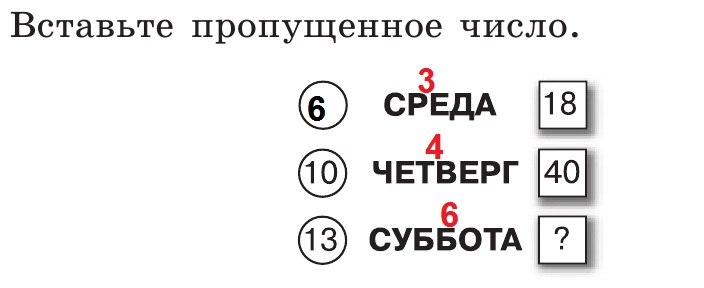 Вставьте пропущенное число.
3
6 СРЕДА 18
4
10 ЧЕТВЕРГ 40
6
13 СУББОТА ?